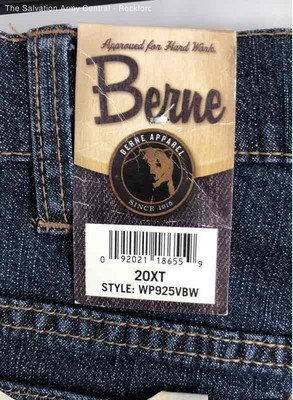 The Salvation Army Central - Rockford
Approved for Hard Work.
Berne
BERNE APPAREL
SINCE 1915
0 92021 18655 9
20XT
STYLE: WP925VBW